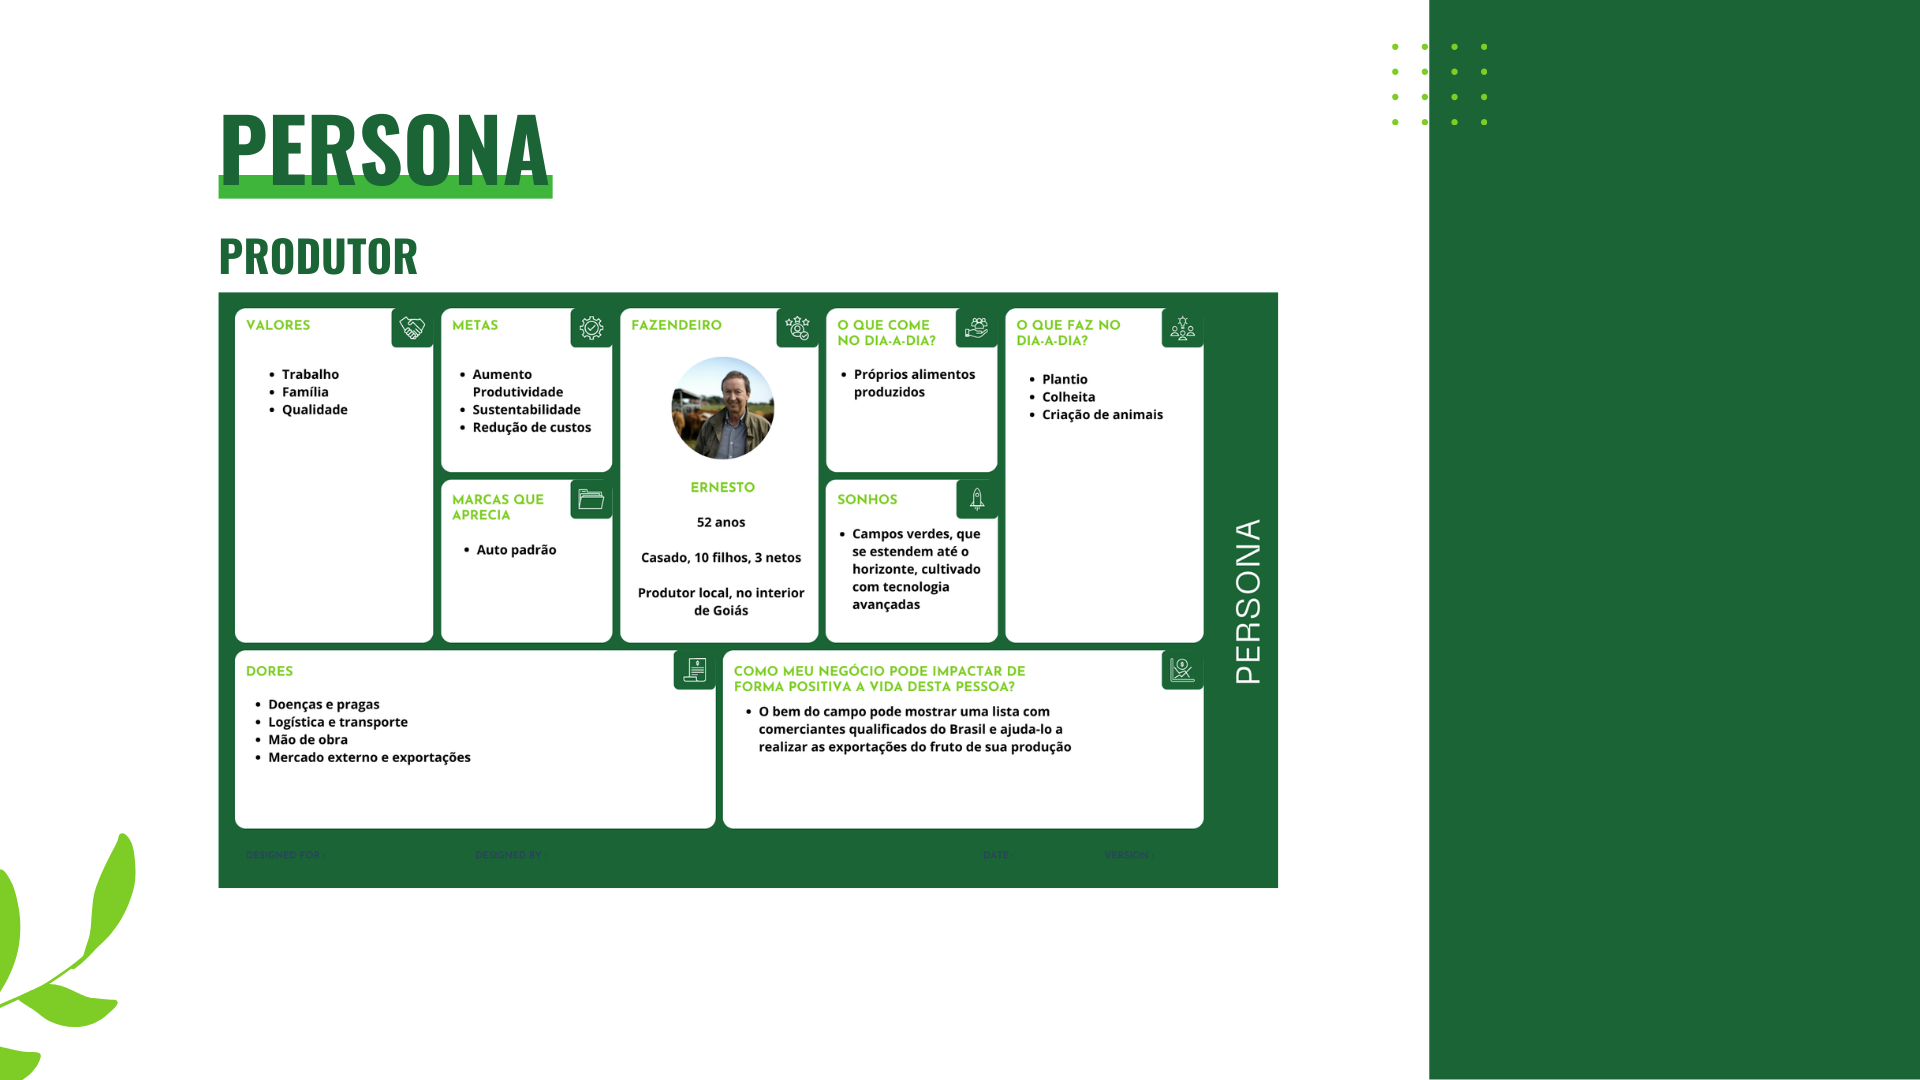 PERSONA
PRODUTOR
VALORES
• Trabalho
• Família
• Qualidade
METAS
• Aumento
Produtividade
• Sustentabilidade
• Redução de custos
MARCAS QUE
APRECIA
• Auto padrão
FAZENDEIRO
ERNESTO
52 anos
Casado, 10 filhos, 3 netos
Produtor local, no interior
de Goiás
O QUE COME
NO DIA-A-DIA?
• Próprios alimentos
produzidos
SONHOS
• Campos verdes, que
se estendem até o
horizonte, cultivado
com tecnologia
avançadas
O QUE FAZ NO
DIA-A-DIA?
• Plantio
• Colheita
• Criação de animais
PERSONA
DORES
• Doenças e pragas
• Logística e transporte
• Mão de obra
• Mercado externo e exportações
COMO MEU NEGÓCIO PODE IMPACTAR DE
FORMA POSITIVA A VIDA DESTA PESSOA?
• O bem do campo pode mostrar uma lista com
comerciantes qualificados do Brasil e ajuda-lo a
realizar as exportações do fruto de sua produção
DESIGNED FOR :
DESIGNED BY
DATE :
VERSION :